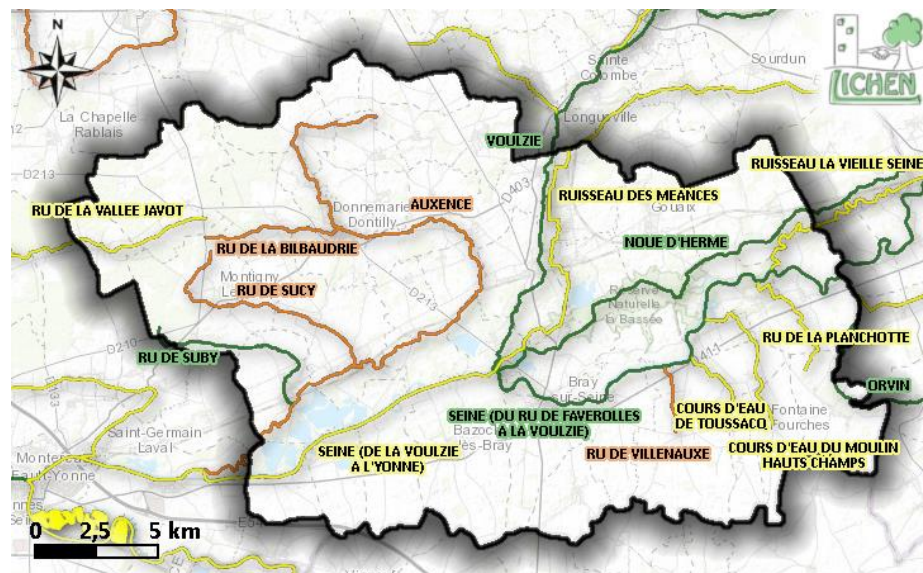 N
LICHEN
Sainte
Colombe
Sourdun
La Chapelle
Rablais
Longueville
VOULZIE
D213
D403
RUISSEAU LA VIEILLE SEINE
RU DE LA VALLEE JAVOT
AUXENCE
RUISSEAU DES MEANCES
Gouaix
Donnemarie
Dontilly
RU DE LA BILBAUDRIE
NOUE D'HERME
Montigny
RU DE SUCY
D213
Réserve
Naturelle
la Bassée
RU DE LA PLANCHOTTE
D210
RU DE SUBY
D411
ORVIN
Bray
sur-Seine
SEINE (DU RU DE FAVEROLLES
A LA VOULZIE)
COURS D'EAU
DE TOUSSACQ
Fontaine
Fourches
Saint-Germain
Laval
SEINE (DE LA VOULZIE
A L'YONNE)
Bazoches
lès-Bray
RU DE VILLENAUXE
COURS D'EAU DU MOULIN
HAUTS CHAMPS
Fault-Yonne
0 2,5 5 km